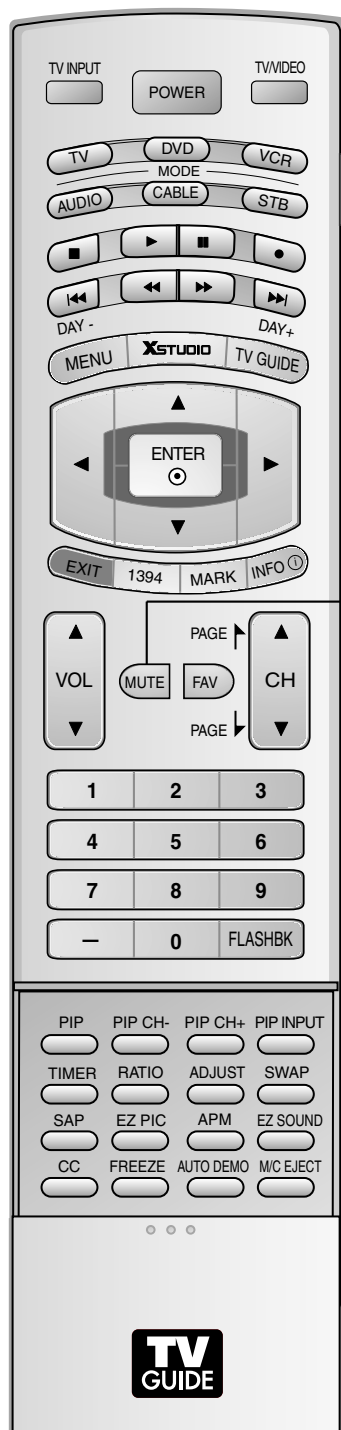 TV INPUT POWER TV/VIDEO
TV DVD VCR
MODE
AUDIO CABLE STB
DAY - DAY+
MENU XSTUDIO TV GUIDE
ENTER
EXIT 1394 MARK INFO i
PAGE
VOL MUTE FAV CH
PAGE
1 2 3
4 5 6
7 8 9
— 0 FLASHBK
PIP PIP CH- PIP CH+ PIP INPUT
TIMER RATIO ADJUST SWAP
SAP EZ PIC APM EZ SOUND
CC FREEZE AUTO DEMO M/C EJECT
TV
GUIDE